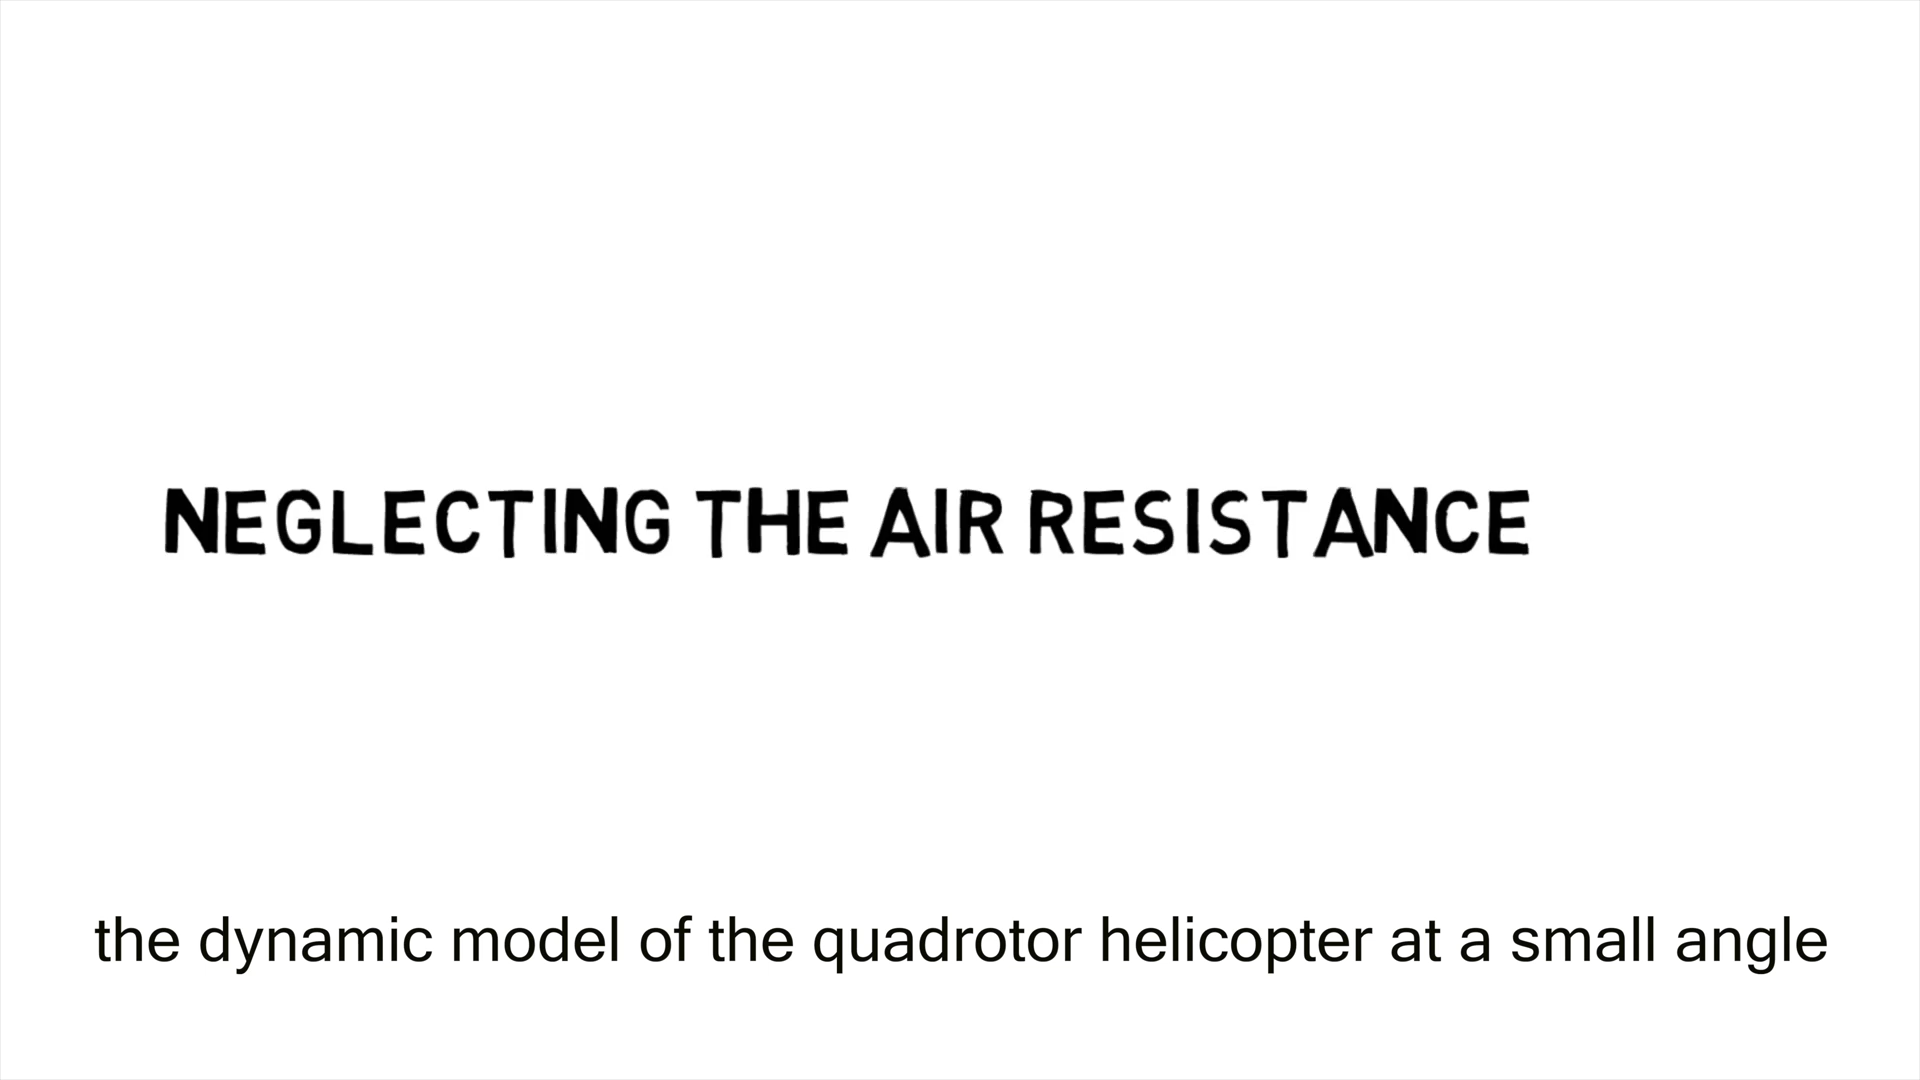 NEGLECTING THE AIR RESISTANCE
the dynamic model of the quadrotor helicopter at a small angle